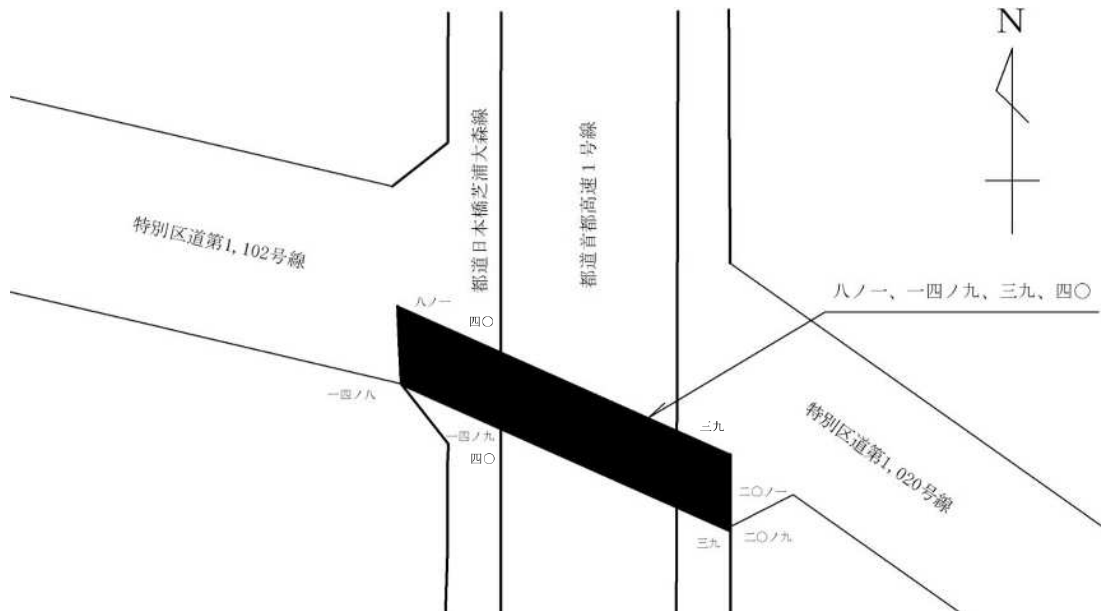 N
都道日本橋芝浦大森線
都道首都高速1号線
特別区道第1,102号線
八ノ一、一四ノ九、三九、四〇
八ノ一
四〇
一四ノ八
一四ノ九
四〇
三九
特別区道第1,020号線
二〇ノ一
三九
二〇ノ九